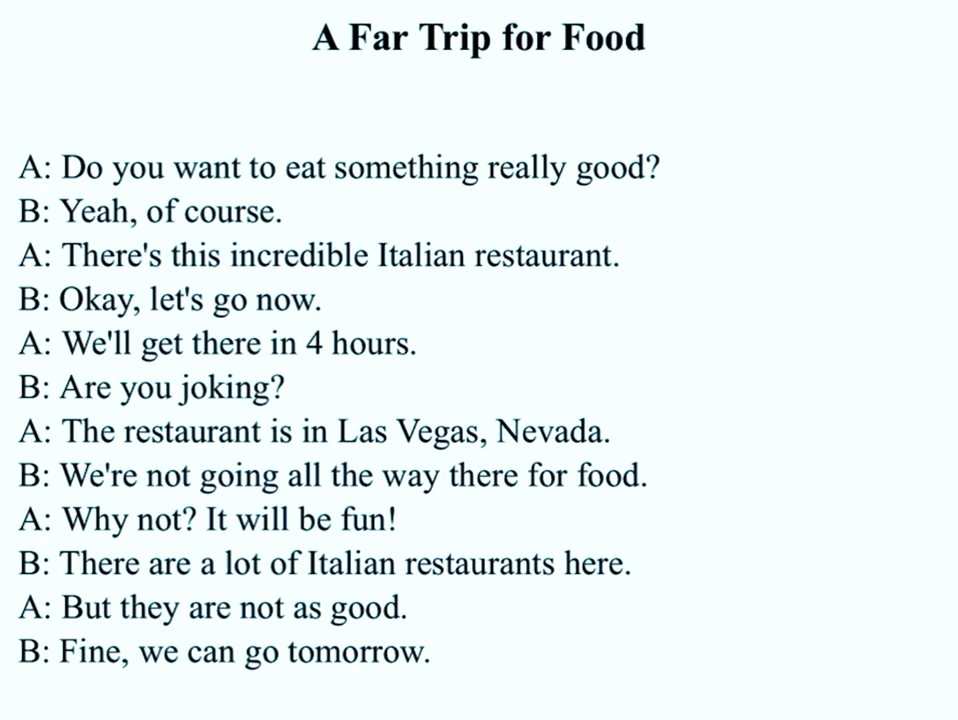 A Far Trip for Food
A: Do you want to eat something really good?
B: Yeah, of course.
A: There's this incredible Italian restaurant.
B: Okay, let's go now.
A: We'll get there in 4 hours.
B: Are you joking?
A: The restaurant is in Las Vegas, Nevada.
B: We're not going all the way there for food.
A: Why not? It will be fun!
B: There are a lot of Italian restaurants here.
A: But they are not as good.
B: Fine, we can go tomorrow.